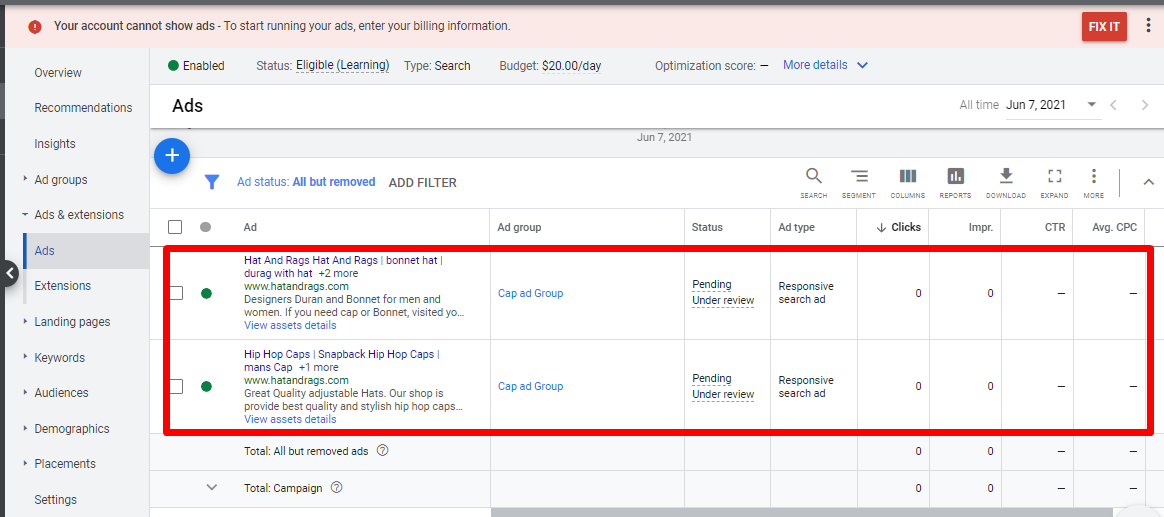 Your account cannot show ads - To start running your ads, enter your billing information.
FIX IT
Enabled Status: Eligible (Learning) Type: Search Budget: $20.00/day Optimization score: — More details
Overview
Recommendations
Insights
Ad groups
Ads & extensions
Ads
Extensions
Landing pages
Keywords
Audiences
Demographics
Placements
Settings
Ads
All time Jun 7, 2021
Jun 7, 2021
Ad status: All but removed ADD FILTER
SEARCH SEGMENT COLUMNS REPORTS DOWNLOAD EXPAND MORE
Ad Ad group Status Ad type Clicks Impr. CTR Avg. CPC
Hat And Rags Hat And Rags | bonnet hat |
durag with hat +2 more
www.hatandrags.com
Designers Duran and Bonnet for men and
women. If you need cap or Bonnet, visited yo...
View assets details
Cap ad Group
Pending
Under review
Responsive
search ad
0 0 — —
Hip Hop Caps | Snapback Hip Hop Caps |
mans Cap +1 more
www.hatandrags.com
Great Quality adjustable Hats. Our shop is
provide best quality and stylish hip hop caps...
View assets details
Cap ad Group
Pending
Under review
Responsive
search ad
0 0 — —
Total: All but removed ads 0 0 — —
Total: Campaign 0 0 — —